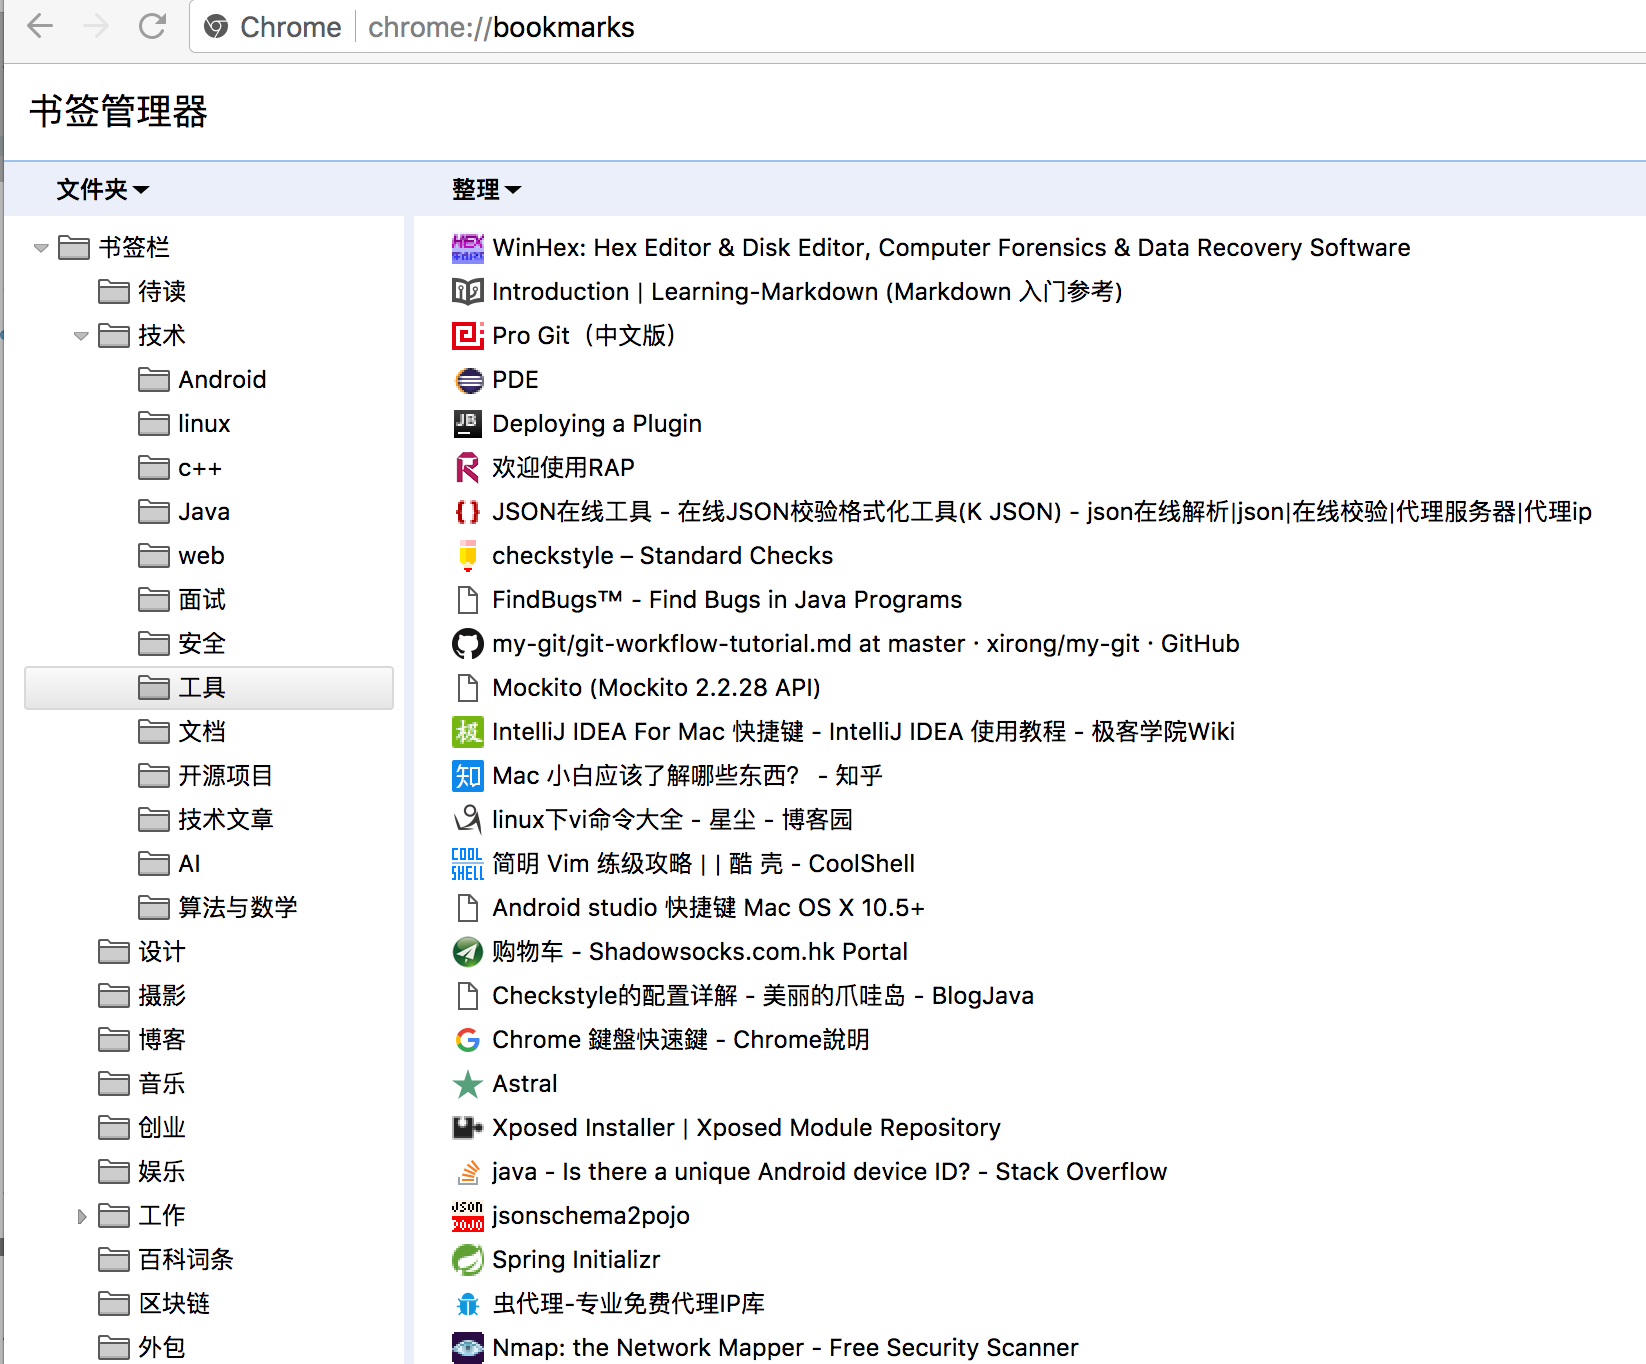 Chrome chrome://bookmarks
书签管理器
文件夹 整理
书签栏
待读
技术
Android
linux
c++
Java
web
面试
安全
工具
文档
开源项目
技术文章
AI
算法与数学
设计
摄影
博客
音乐
创业
娱乐
工作
百科词条
区块链
外包
WinHex: Hex Editor & Disk Editor, Computer Forensics & Data Recovery Software
Introduction | Learning-Markdown (Markdown 入门参考)
Pro Git（中文版）
PDE
Deploying a Plugin
欢迎使用RAP
JSON在线工具 - 在线JSON校验格式化工具(K JSON) - json在线解析|json|在线校验|代理服务器|代理ip
checkstyle – Standard Checks
FindBugs™ - Find Bugs in Java Programs
my-git/git-workflow-tutorial.md at master · xirong/my-git · GitHub
Mockito (Mockito 2.2.28 API)
IntelliJ IDEA For Mac 快捷键 - IntelliJ IDEA 使用教程 - 极客学院Wiki
Mac 小白应该了解哪些东西？ - 知乎
linux下vi命令大全 - 星尘 - 博客园
简明 Vim 练级攻略 | | 酷 壳 - CoolShell
Android studio 快捷键 Mac OS X 10.5+
购物车 - Shadowsocks.com.hk Portal
Checkstyle的配置详解 - 美丽的爪哇岛 - BlogJava
Chrome 鍵盤快速鍵 - Chrome說明
Astral
Xposed Installer | Xposed Module Repository
java - Is there a unique Android device ID? - Stack Overflow
jsonschema2pojo
Spring Initializr
虫代理-专业免费代理IP库
Nmap: the Network Mapper - Free Security Scanner